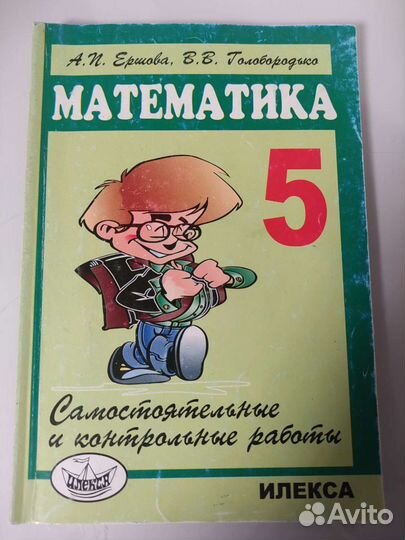 А.П. Ершова, В.В. Голобородько
МАТЕМАТИКА
5
Самостоятельные
и контрольные работы
ИЛЕКСА
ИЛЕКСА
Avito